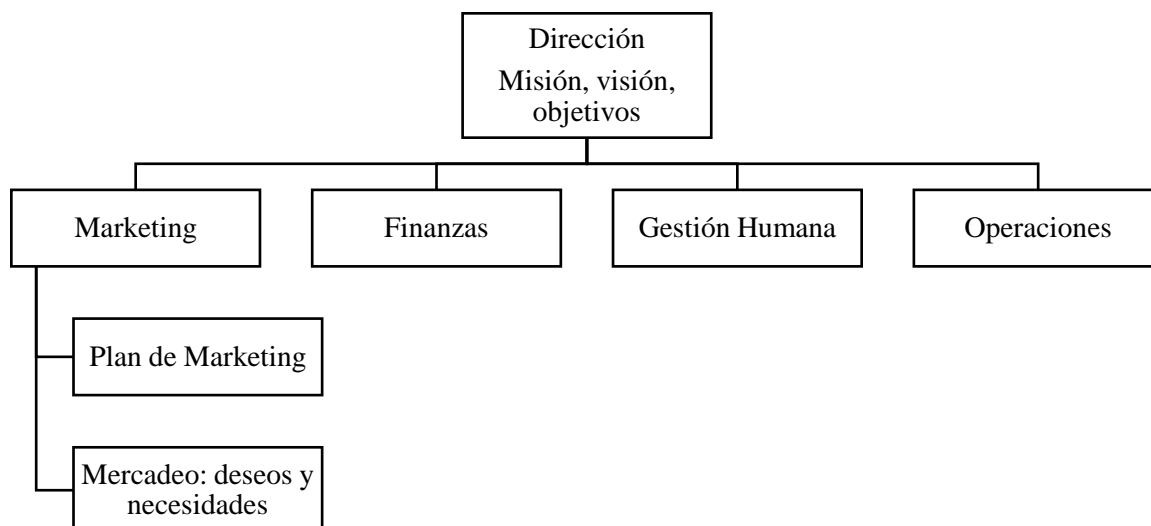 Dirección
Misión, visión,
objetivos
Marketing
Finanzas
Gestión Humana
Operaciones
Plan de Marketing
Mercadeo: deseos y
necesidades